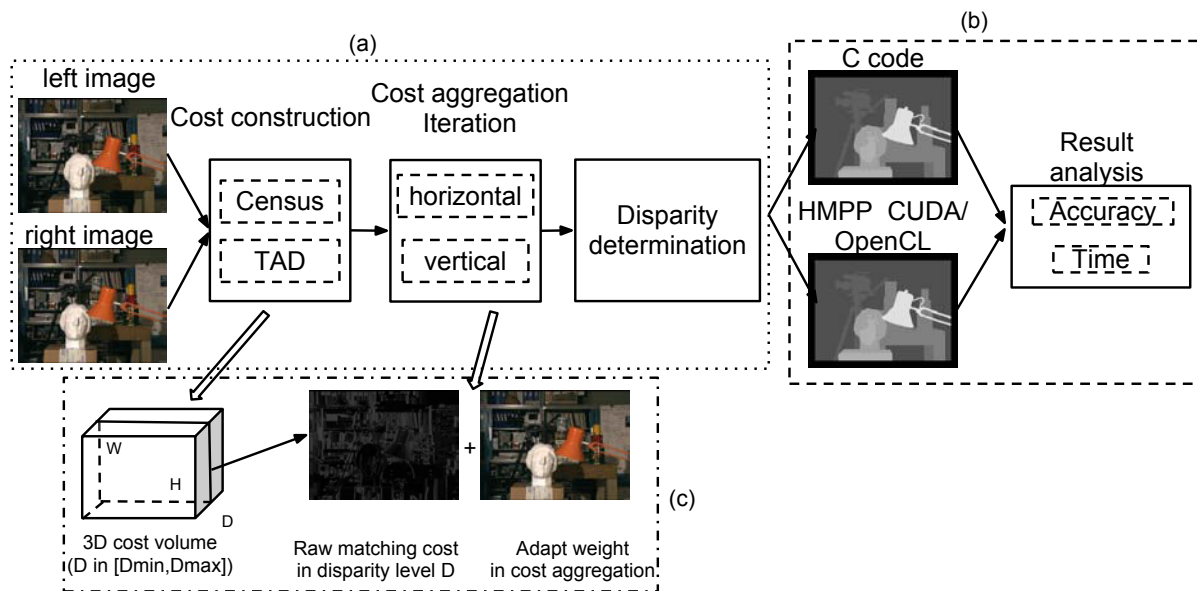 (a)
left image
right image
Cost construction
Census
TAD
Cost aggregation
Iteration
horizontal
vertical
Disparity
determination
(b)
C code
HMPP CUDA/
OpenCL
Result
analysis
Accuracy
Time
W
H
D
3D cost volume
(D in [Dmin,Dmax])
Raw matching cost
in disparity level D
+
Adapt weight
in cost aggregation
(c)